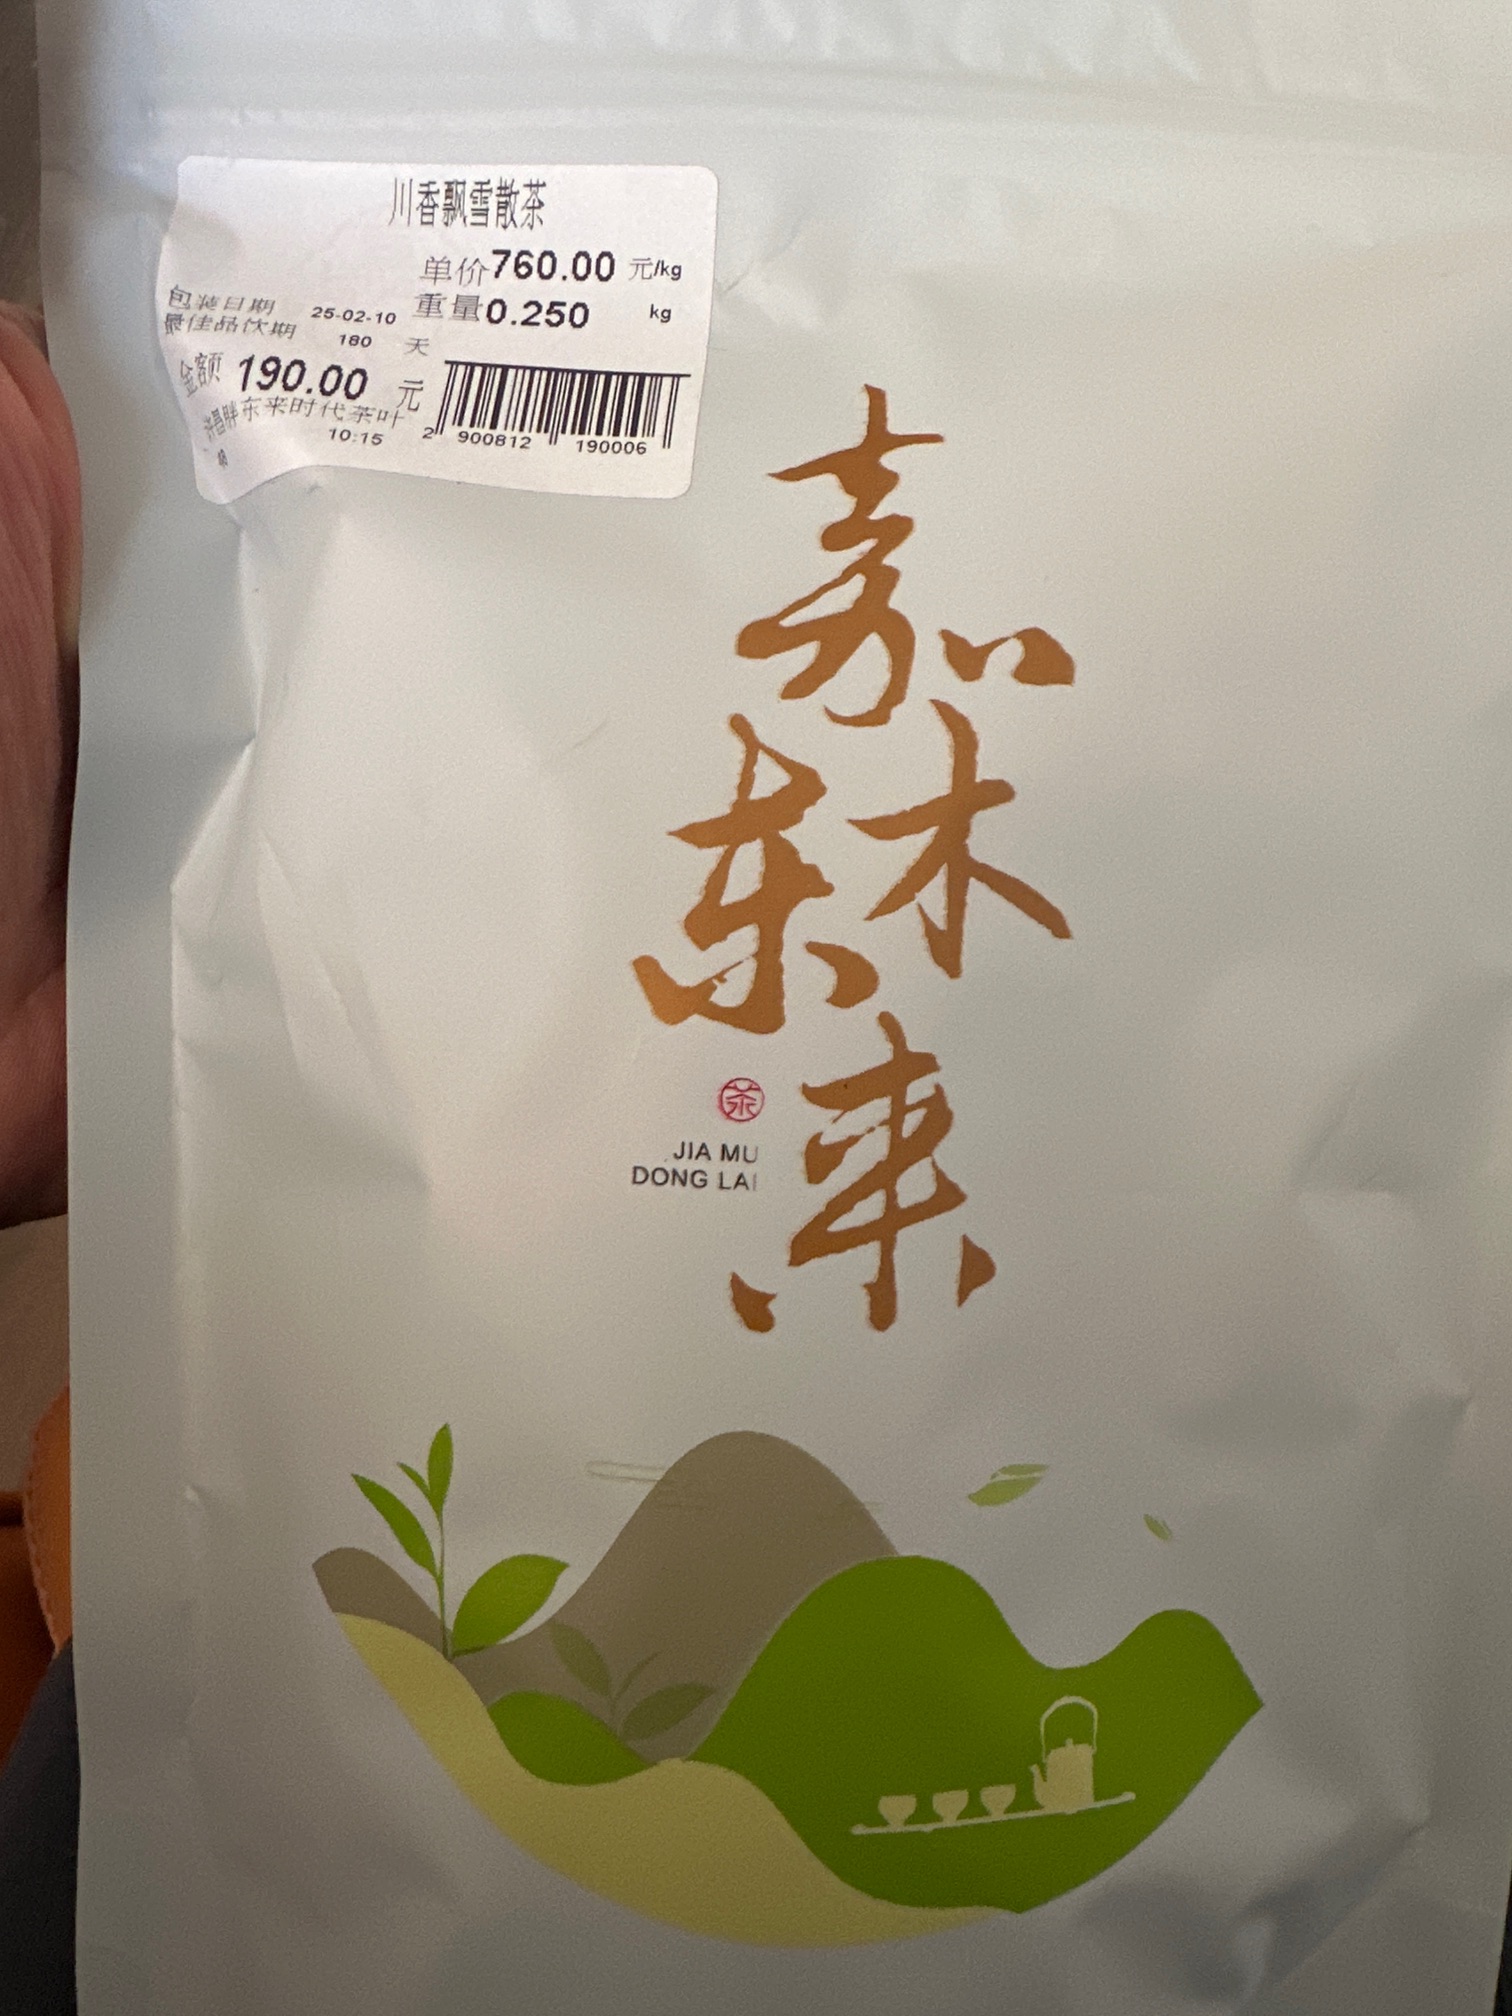 川香飘雪散茶
单价760.00 元/kg
包装日期 25-02-10 重量0.250 kg
最佳品饮期 180 天
金额 190.00 元
许昌胖东来时代茶叶
10:15
2 900812 190006
嘉
木
东
来
茶
JIA MU
DONG LAI